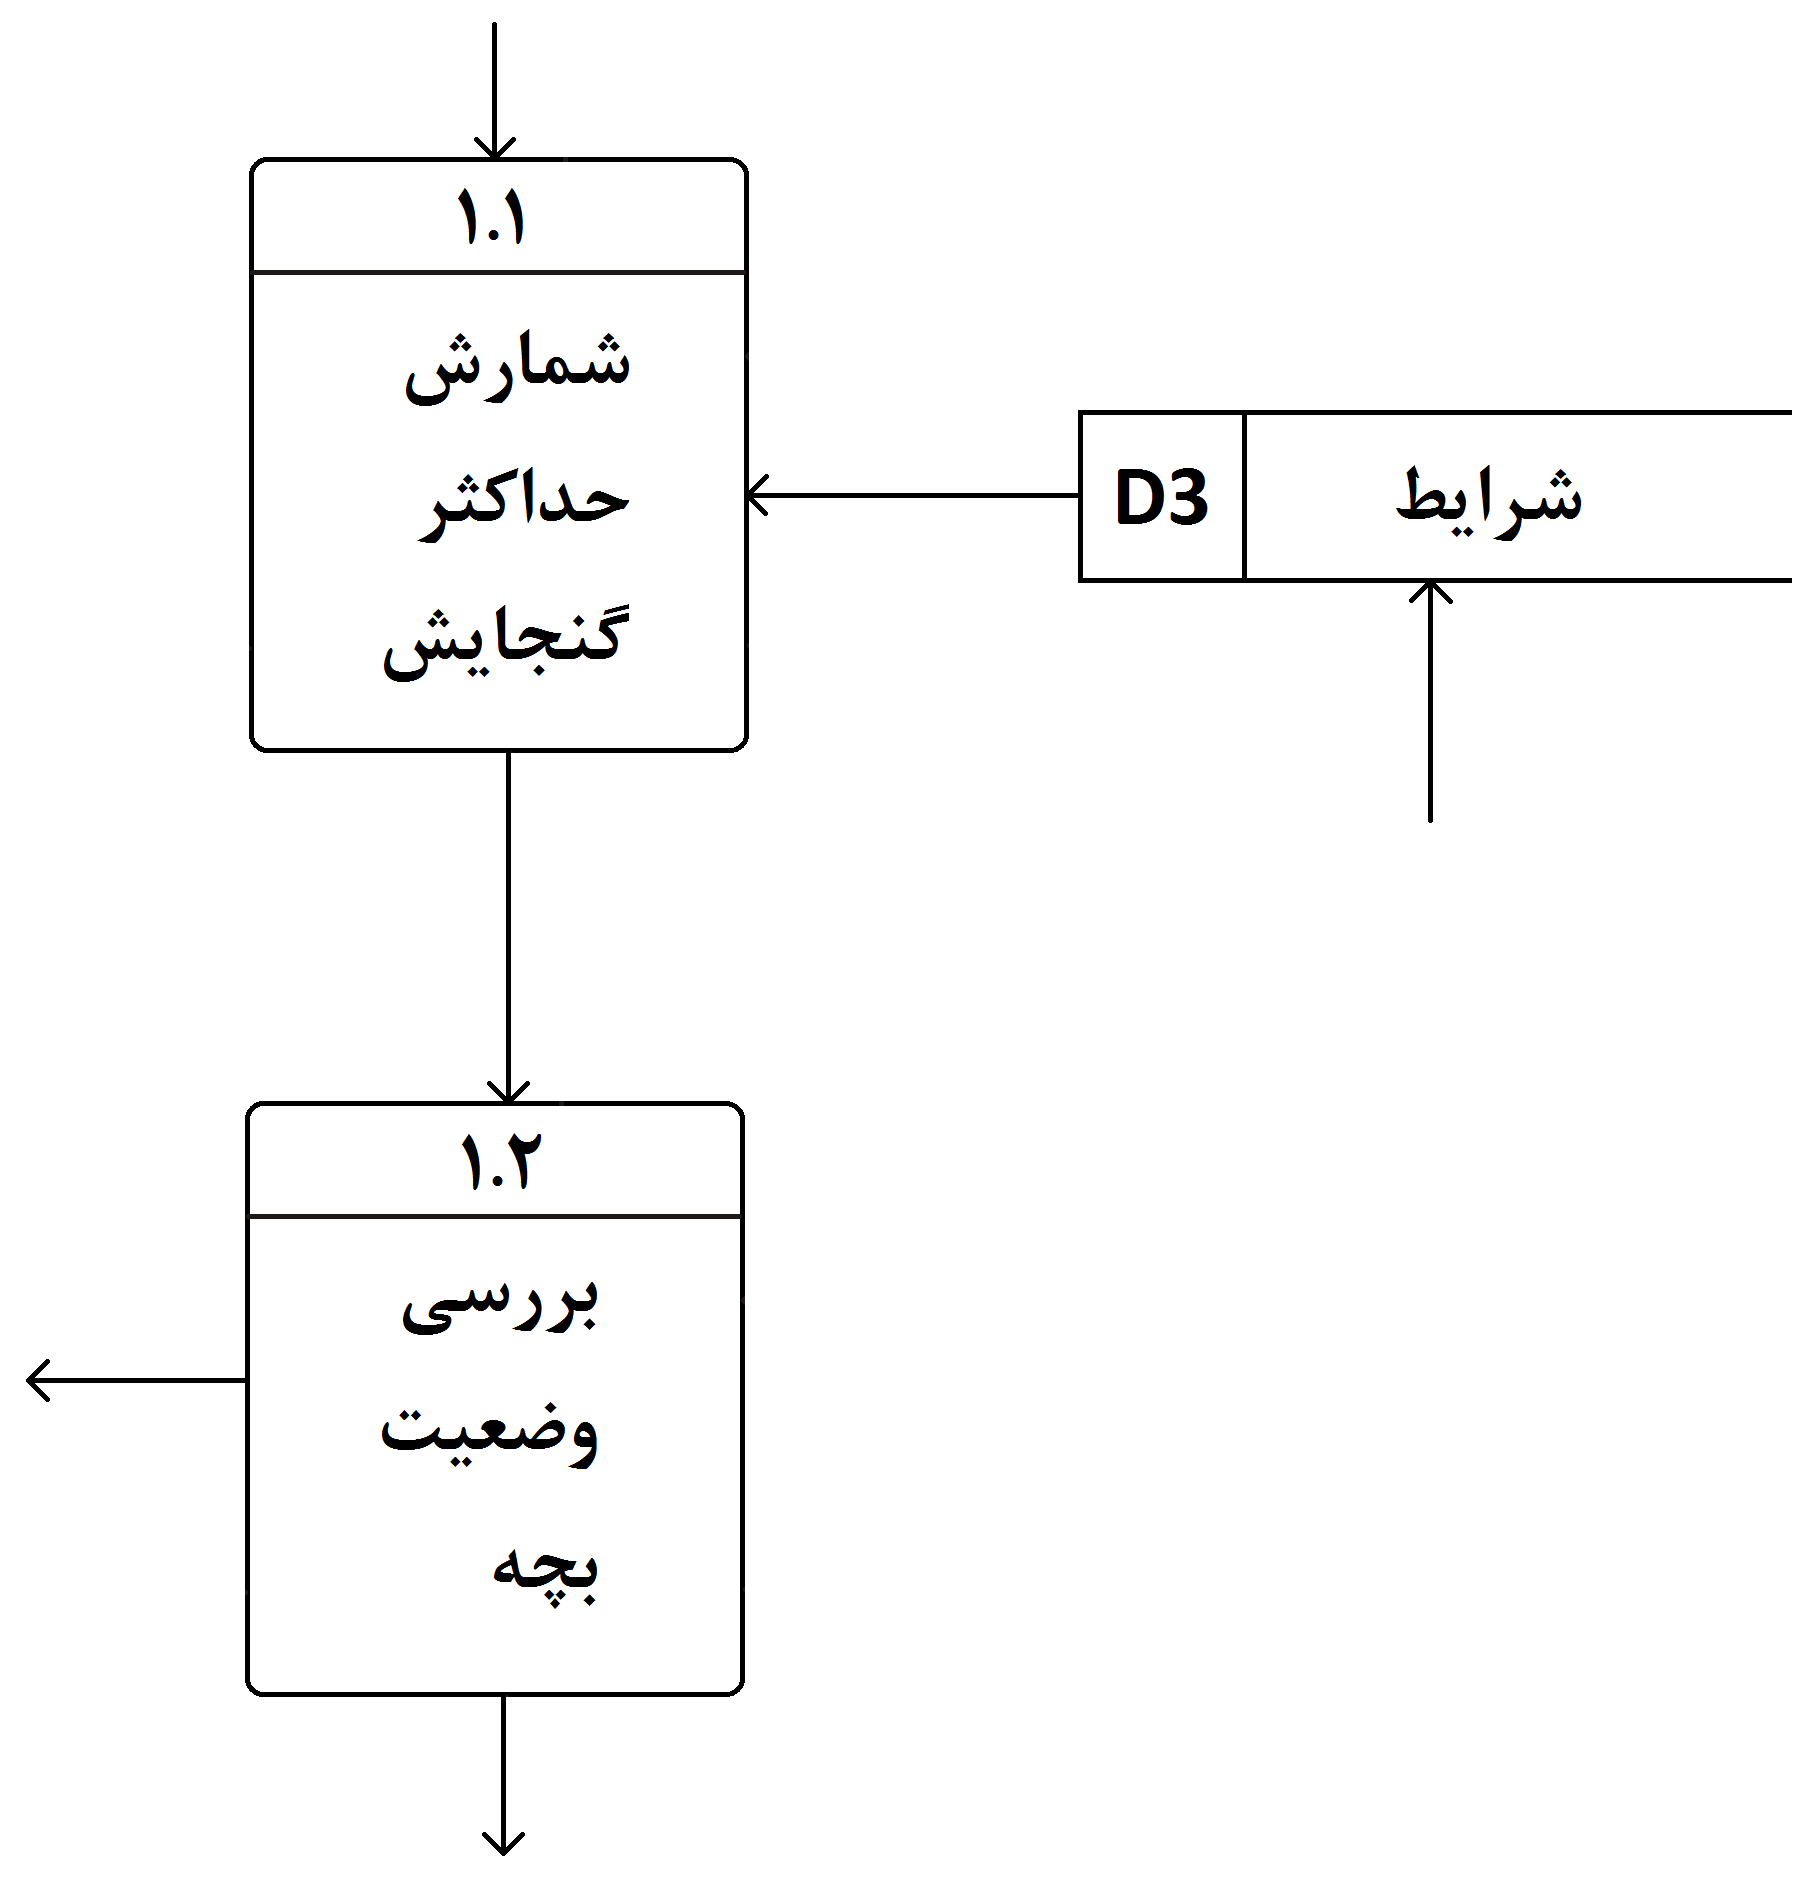 ۱.۱
شمارش
حداکثر
گنجایش
D3
شرایط
۱.۲
بررسی
وضعیت
بچه